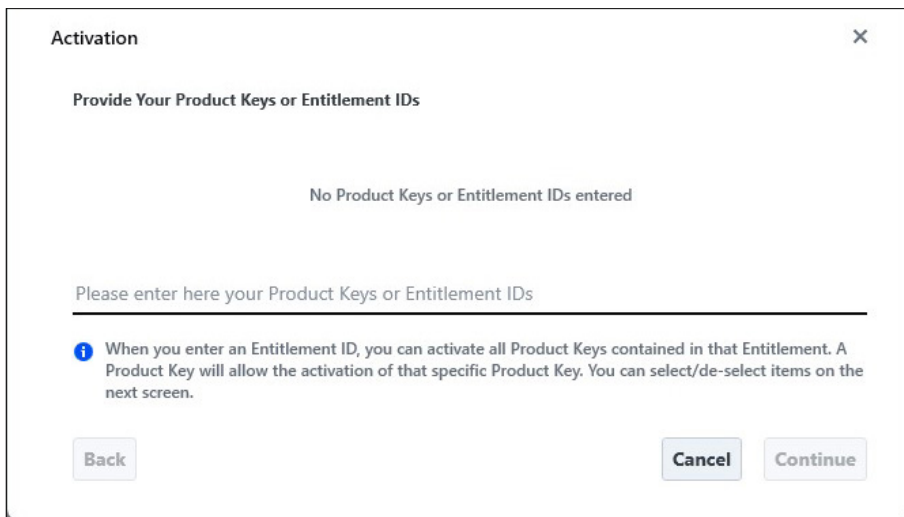 Activation
Provide Your Product Keys or Entitlement IDs
No Product Keys or Entitlement IDs entered
Please enter here your Product Keys or Entitlement IDs
When you enter an Entitlement ID, you can activate all Product Keys contained in that Entitlement. A
Product Key will allow the activation of that specific Product Key. You can select/de-select items on the
next screen.
Back
Cancel
Continue